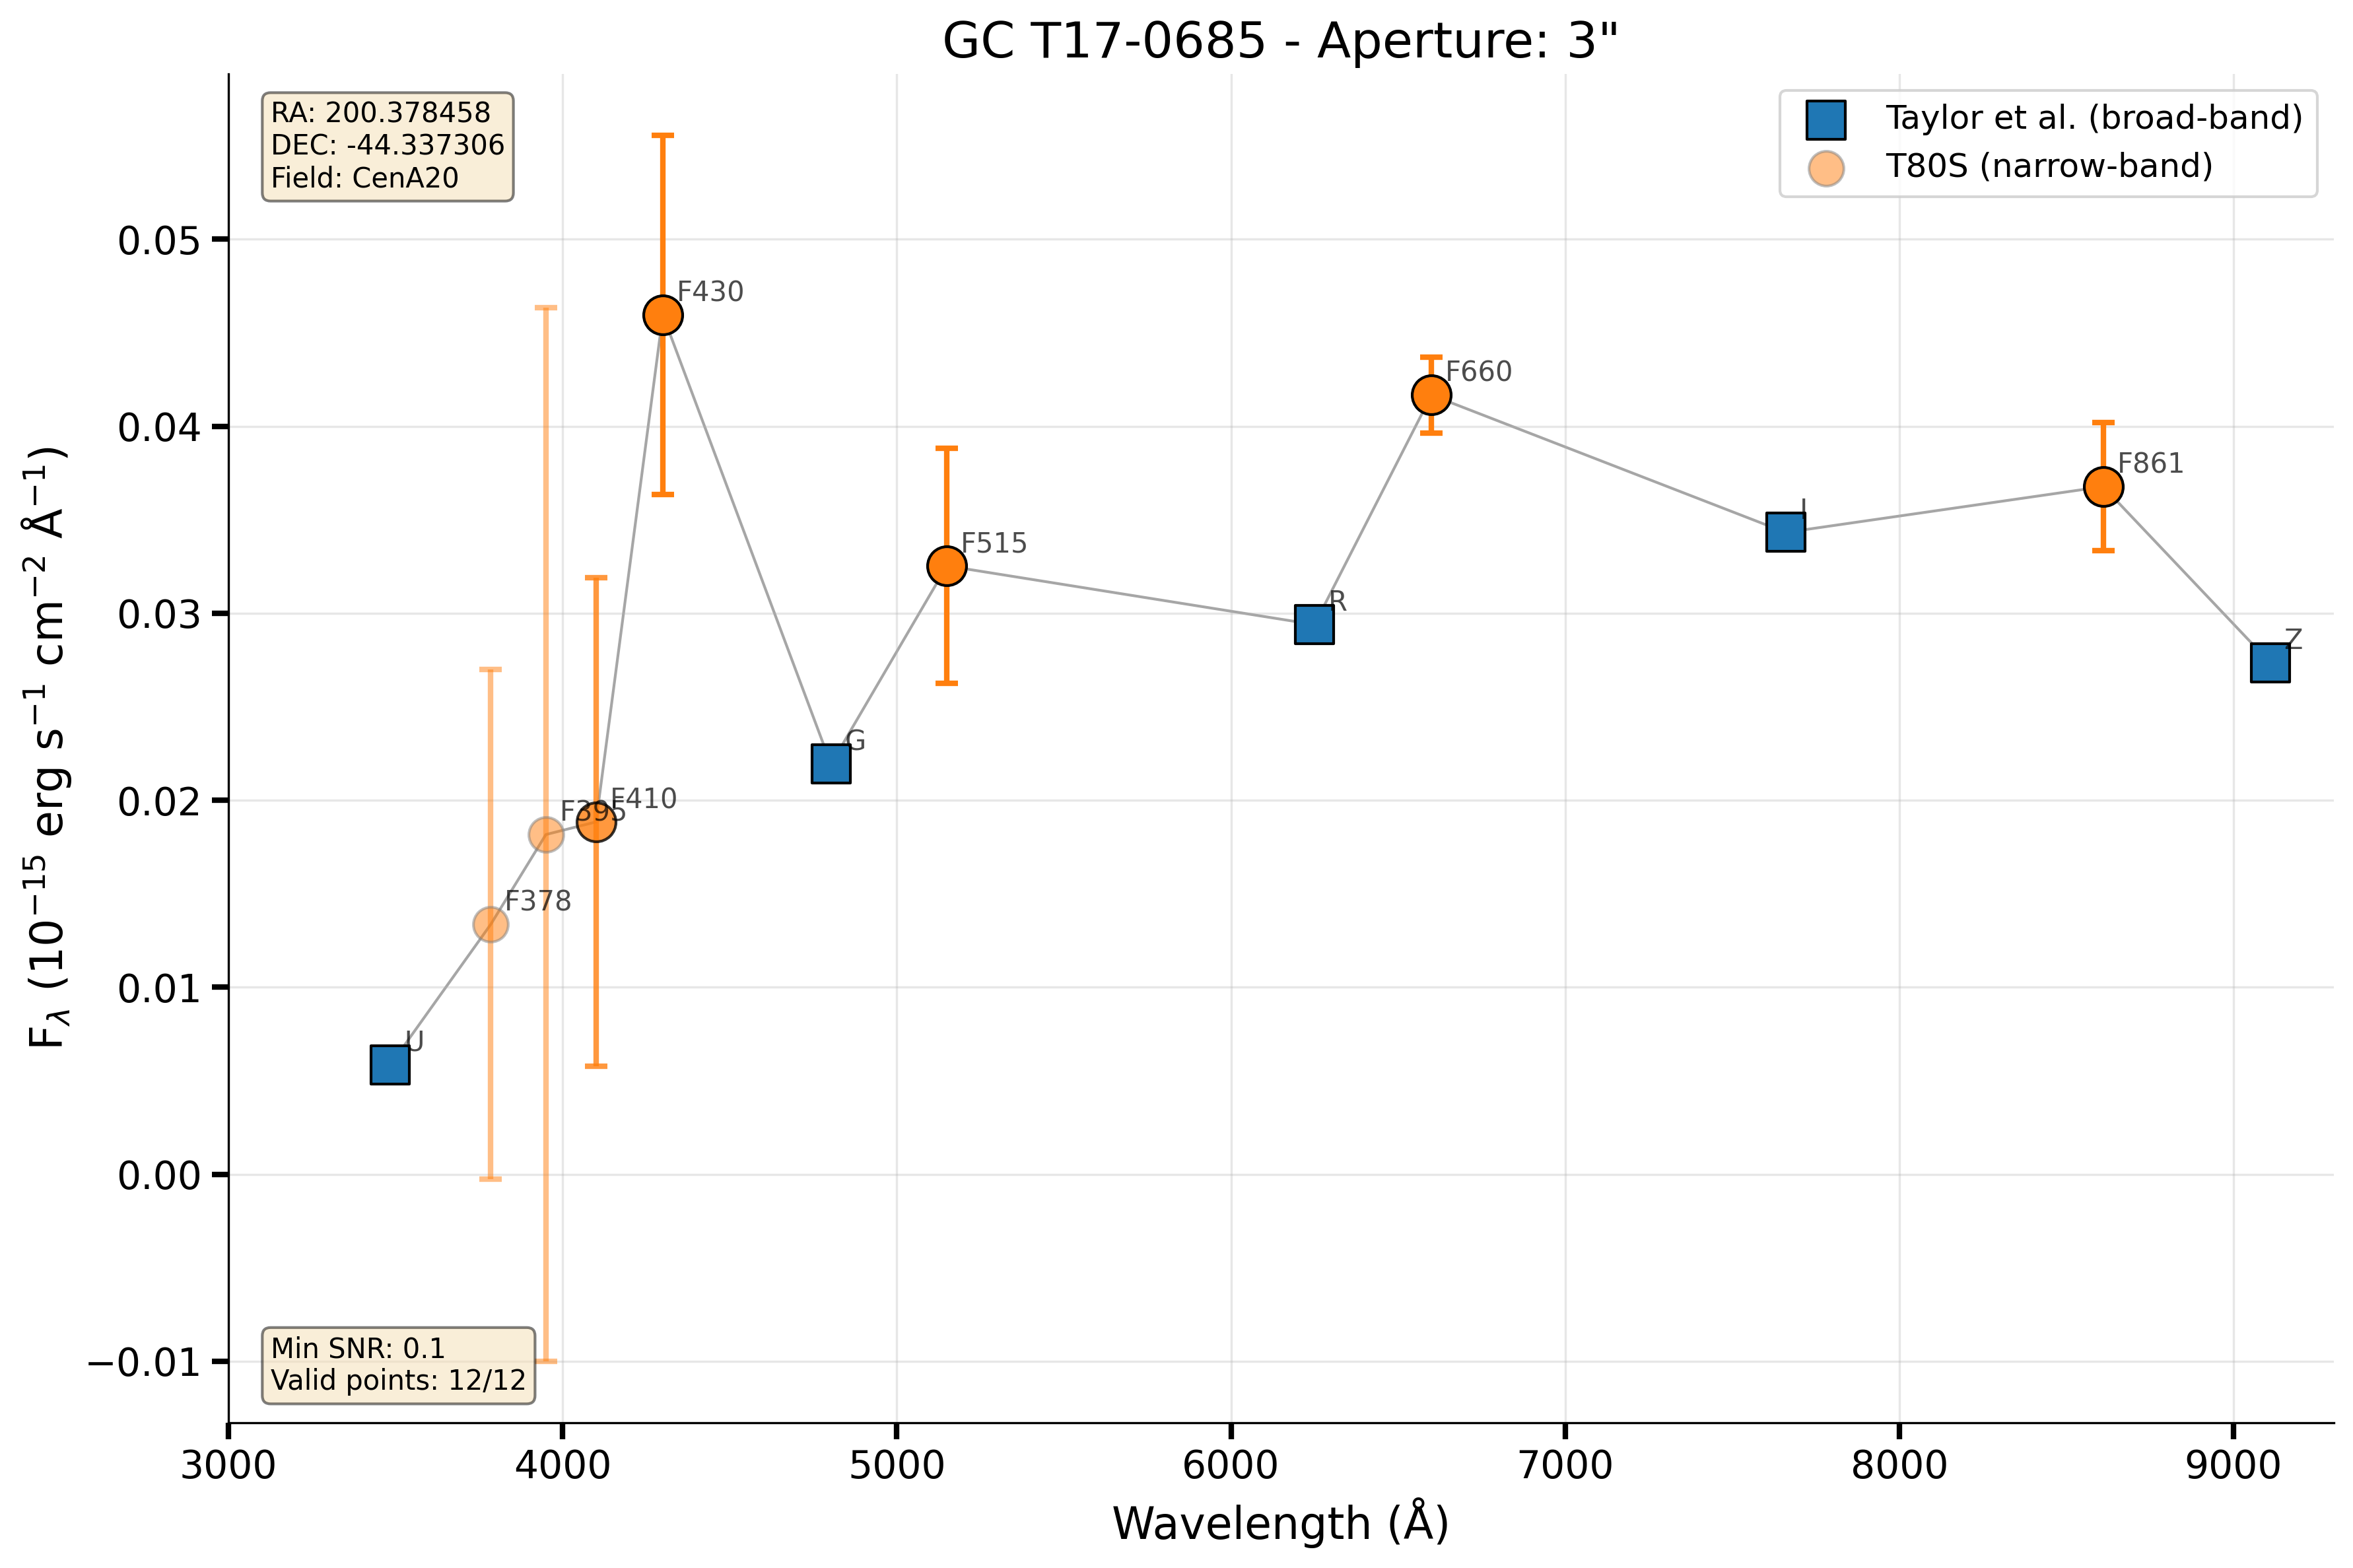 GC T17-0685 - Aperture: 3"
RA: 200.378458
DEC: -44.337306
Field: CenA20
Taylor et al. (broad-band)
T80S (narrow-band)
F430
F660
F861
I
F515
R
Z
G
F410
F395
F378
U
0.05
0.04
0.03
0.02
0.01
0.00
−0.01
Fλ (10⁻¹⁵ erg s⁻¹ cm⁻² Å⁻¹)
Min SNR: 0.1
Valid points: 12/12
3000 4000 5000 6000 7000 8000 9000
Wavelength (Å)